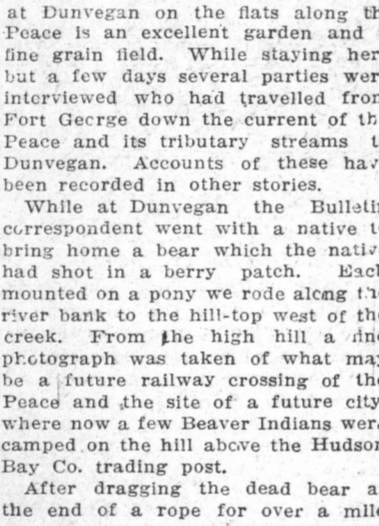 at Dunvegan on the flats along th
Peace is an excellent garden and
fine grain field. While staying her
but a few days several parties wer
interviewed who had travelled fror
Fort Gecrge down the current of th
Peace and its tributary streams t
Dunvegan. Accounts of these hav
been recorded in other stories.
While at Dunvegan the Bulleti
correspondent went with a native t
bring home a bear which the nativ
had shot in a berry patch. Each
mounted on a pony we rode along the
river bank to the hill-top west of the
creek. From the high hill a fine
photograph was taken of what may
be a future railway crossing of the
Peace and the site of a future city
where now a few Beaver Indians were
camped on the hill above the Hudson
Bay Co. trading post.
After dragging the dead bear a
the end of a rope for over a mile